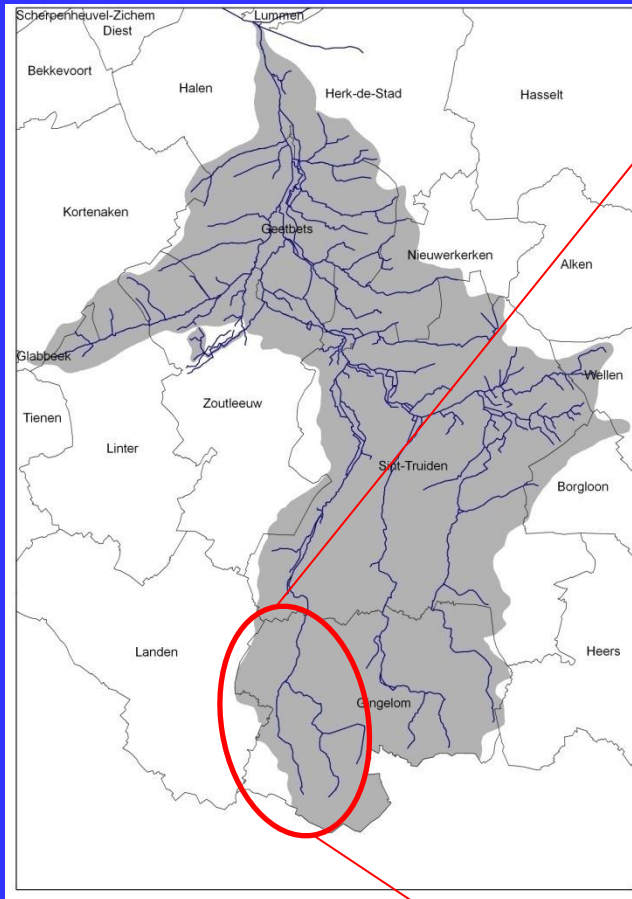 Scherpenheuvel-Zichem
Lummen
Diest
Bekkevoort
Halen
Herk-de-Stad
Hasselt
Kortenaken
Geetbets
Nieuwerkerken
Alken
Glabbeek
Wellen
Zoutleeuw
Tienen
Linter
Sint-Truiden
Borgloon
Landen
Heers
Gingelom